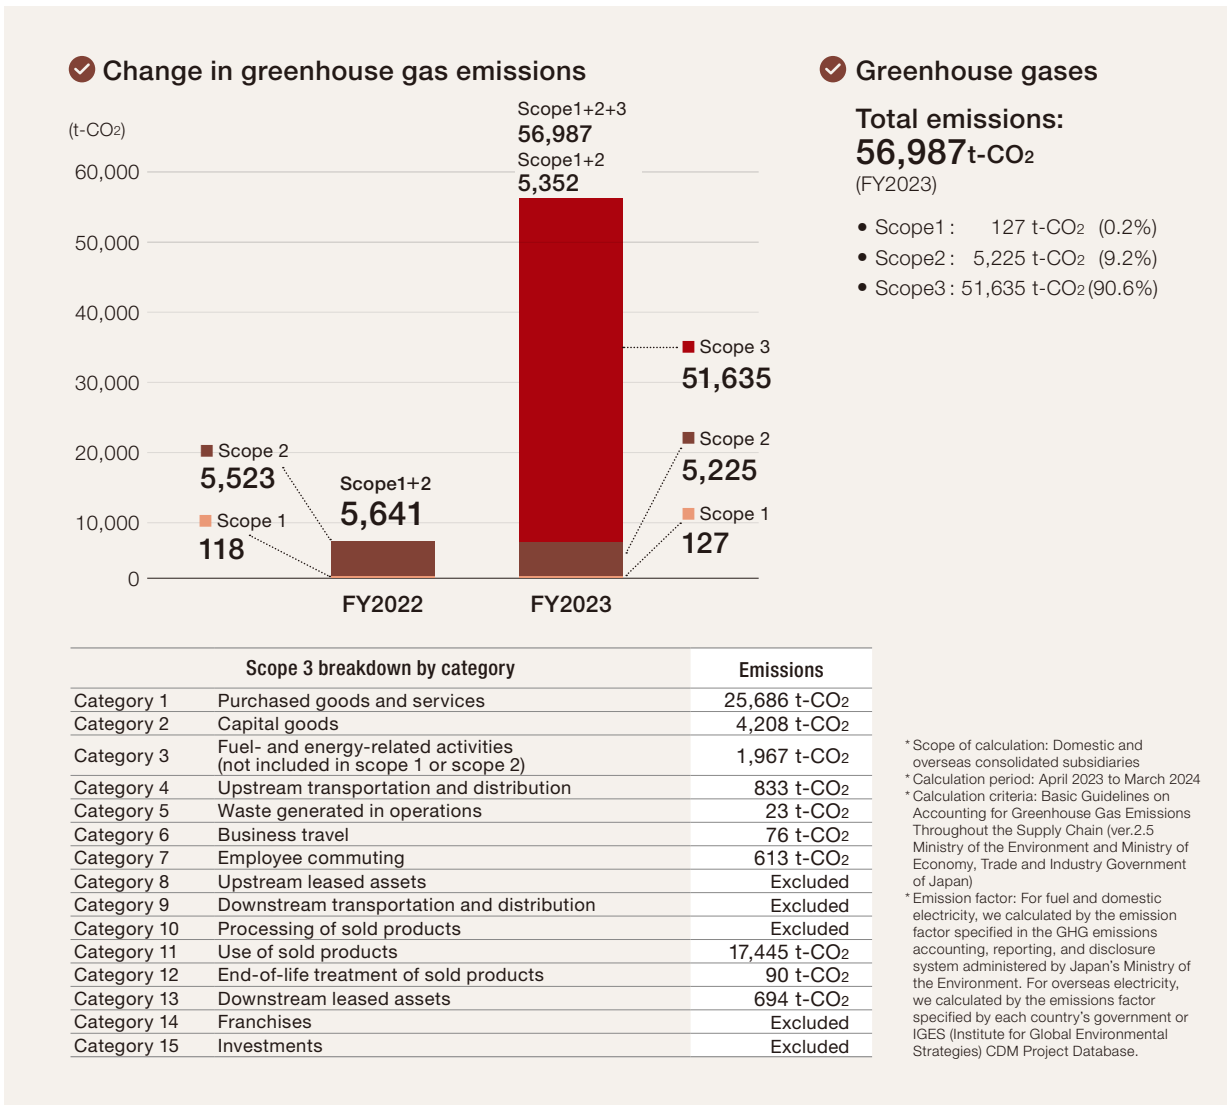 Change in greenhouse gas emissions
(t-CO2)
60,000
50,000
40,000
30,000
20,000
10,000
0
Scope1+2+3
56,987
Scope1+2
5,352
Scope 3
51,635
Scope 2
5,225
Scope 1
127
Scope 2
5,523
Scope 1
118
Scope1+2
5,641
FY2022
FY2023
Greenhouse gases
Total emissions:
56,987t-CO2
(FY2023)
• Scope1 : 127 t-CO2 (0.2%)
• Scope2 : 5,225 t-CO2 (9.2%)
• Scope3 : 51,635 t-CO2 (90.6%)
Scope 3 breakdown by category Emissions
Category 1 Purchased goods and services 25,686 t-CO2
Category 2 Capital goods 4,208 t-CO2
Category 3 Fuel- and energy-related activities
(not included in scope 1 or scope 2) 1,967 t-CO2
Category 4 Upstream transportation and distribution 833 t-CO2
Category 5 Waste generated in operations 23 t-CO2
Category 6 Business travel 76 t-CO2
Category 7 Employee commuting 613 t-CO2
Category 8 Upstream leased assets Excluded
Category 9 Downstream transportation and distribution Excluded
Category 10 Processing of sold products Excluded
Category 11 Use of sold products 17,445 t-CO2
Category 12 End-of-life treatment of sold products 90 t-CO2
Category 13 Downstream leased assets 694 t-CO2
Category 14 Franchises Excluded
Category 15 Investments Excluded
* Scope of calculation: Domestic and
overseas consolidated subsidiaries
* Calculation period: April 2023 to March 2024
* Calculation criteria: Basic Guidelines on
Accounting for Greenhouse Gas Emissions
Throughout the Supply Chain (ver.2.5
Ministry of the Environment and Ministry of
Economy, Trade and Industry Government
of Japan)
* Emission factor: For fuel and domestic
electricity, we calculated by the emission
factor specified in the GHG emissions
accounting, reporting, and disclosure
system administered by Japan's Ministry of
the Environment. For overseas electricity,
we calculated by the emissions factor
specified by each country's government or
IGES (Institute for Global Environmental
Strategies) CDM Project Database.